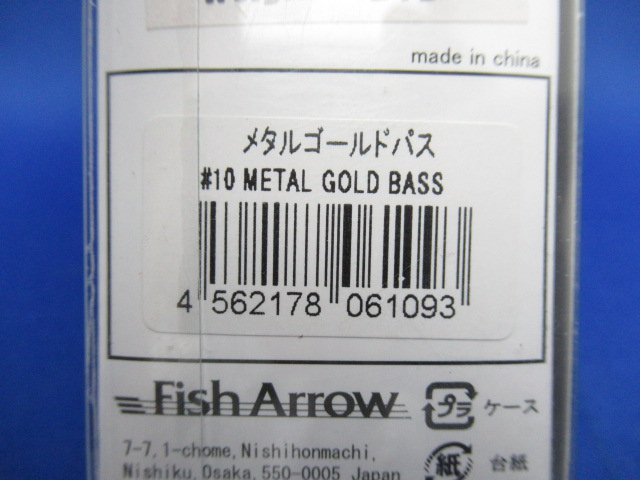 made in china
メタルゴールドバス
#10 METAL GOLD BASS
4 562178 061093
Fish Arrow プラ ケース
7-7,1-chome,Nishihonmachi,
Nishiku,Osaka,550-0005 Japan
紙 台紙